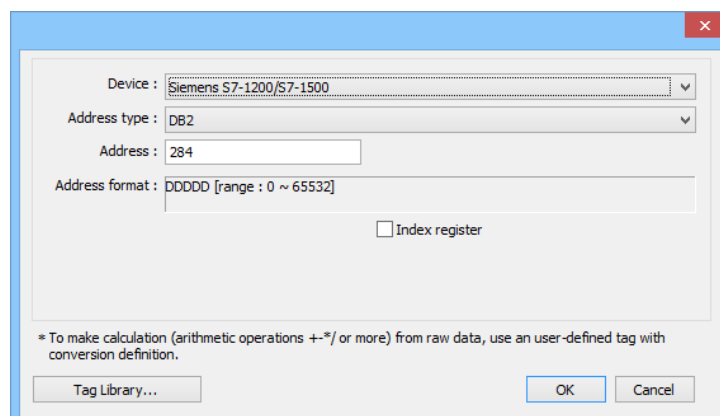 Device : Siemens S7-1200/S7-1500
Address type : DB2
Address : 284
Address format : DDDDD [range : 0 ~ 65532]
Index register
* To make calculation (arithmetic operations +-*/ or more) from raw data, use an user-defined tag with
conversion definition.
Tag Library... OK Cancel